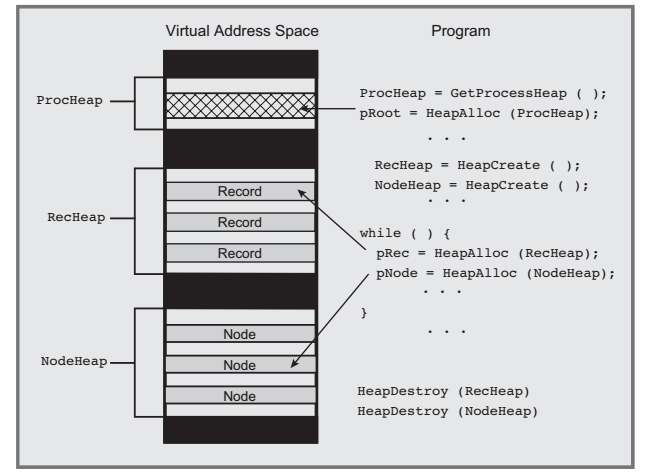 Virtual Address Space
Program
ProcHeap
ProcHeap = GetProcessHeap ( );
pRoot = HeapAlloc (ProcHeap);
. . .
RecHeap = HeapCreate ( );
NodeHeap = HeapCreate ( );
. . .
RecHeap
Record
Record
Record
while ( ) {
pRec = HeapAlloc (RecHeap);
pNode = HeapAlloc (NodeHeap);
. . .
}
. . .
NodeHeap
Node
Node
Node
HeapDestroy (RecHeap)
HeapDestroy (NodeHeap)